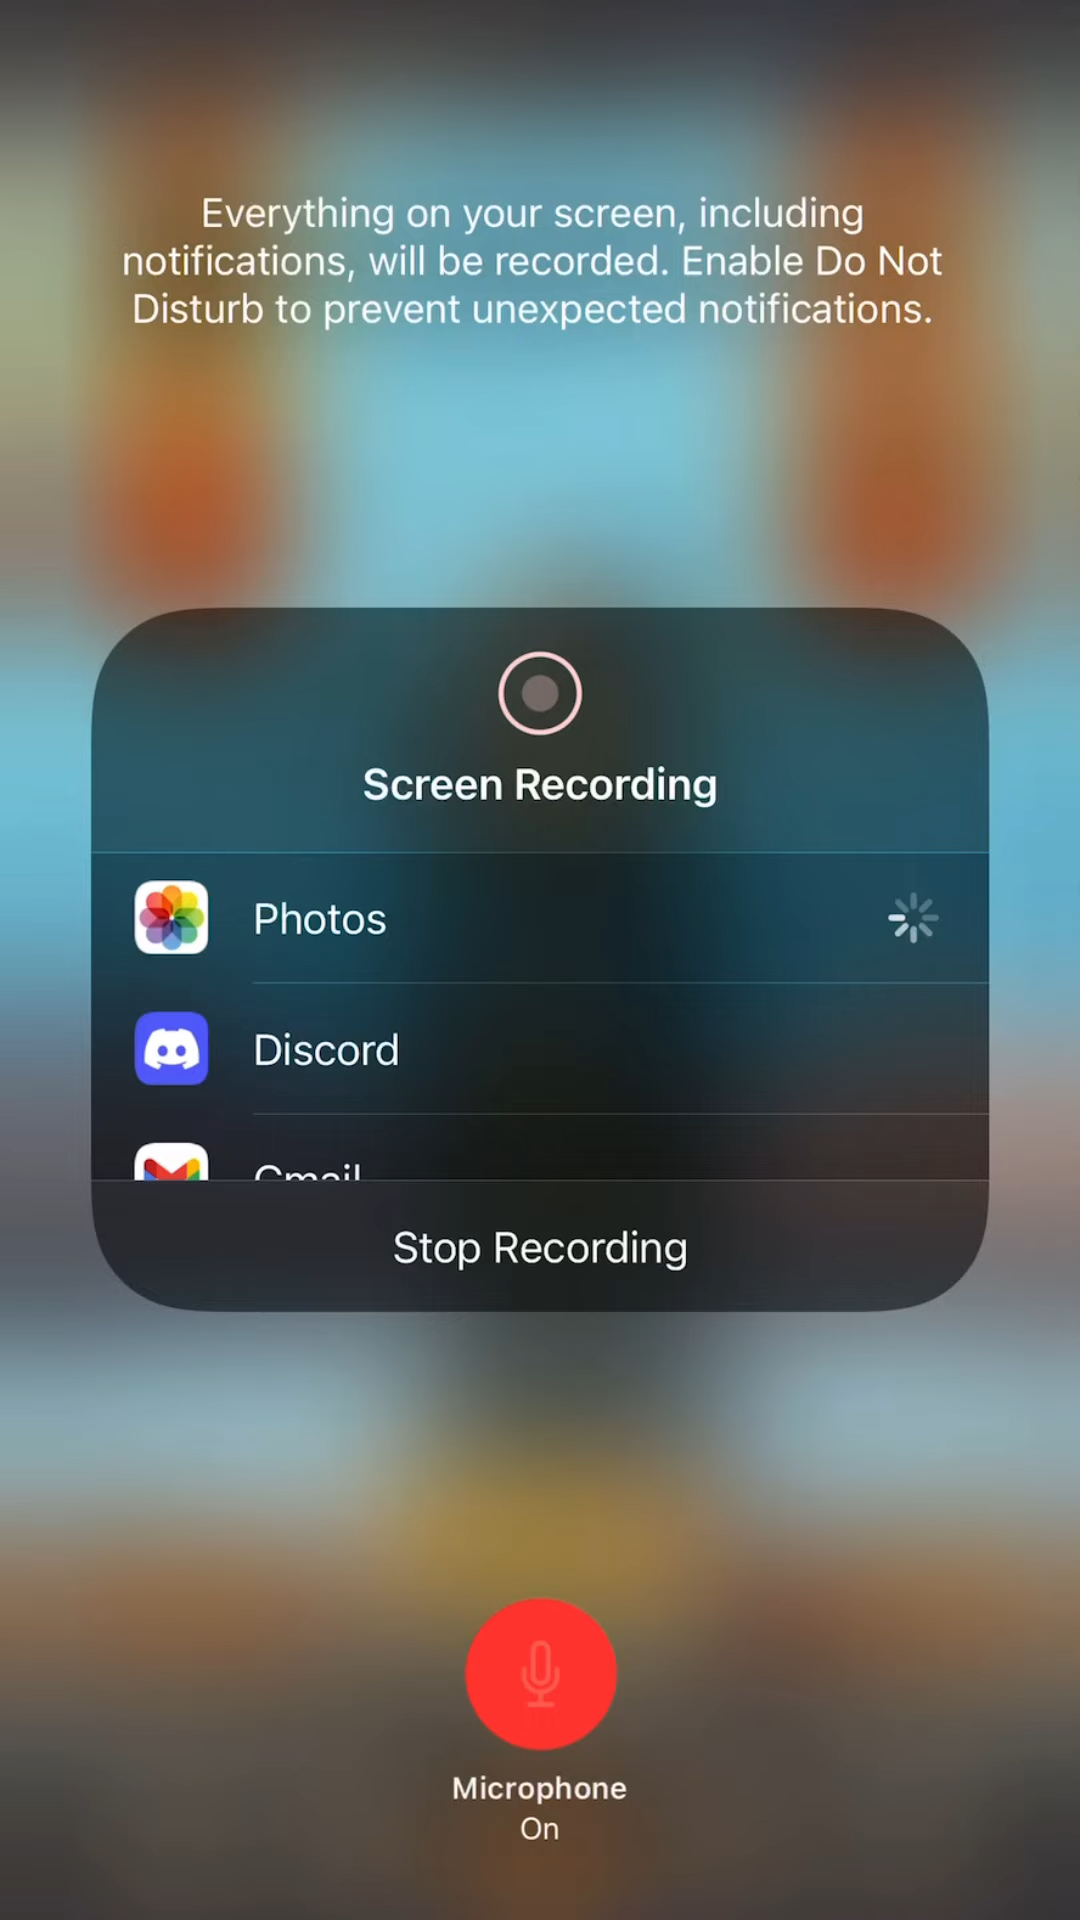 Everything on your screen, including
notifications, will be recorded. Enable Do Not
Disturb to prevent unexpected notifications.
Screen Recording
Photos
Discord
Gmail
Stop Recording
Microphone
On